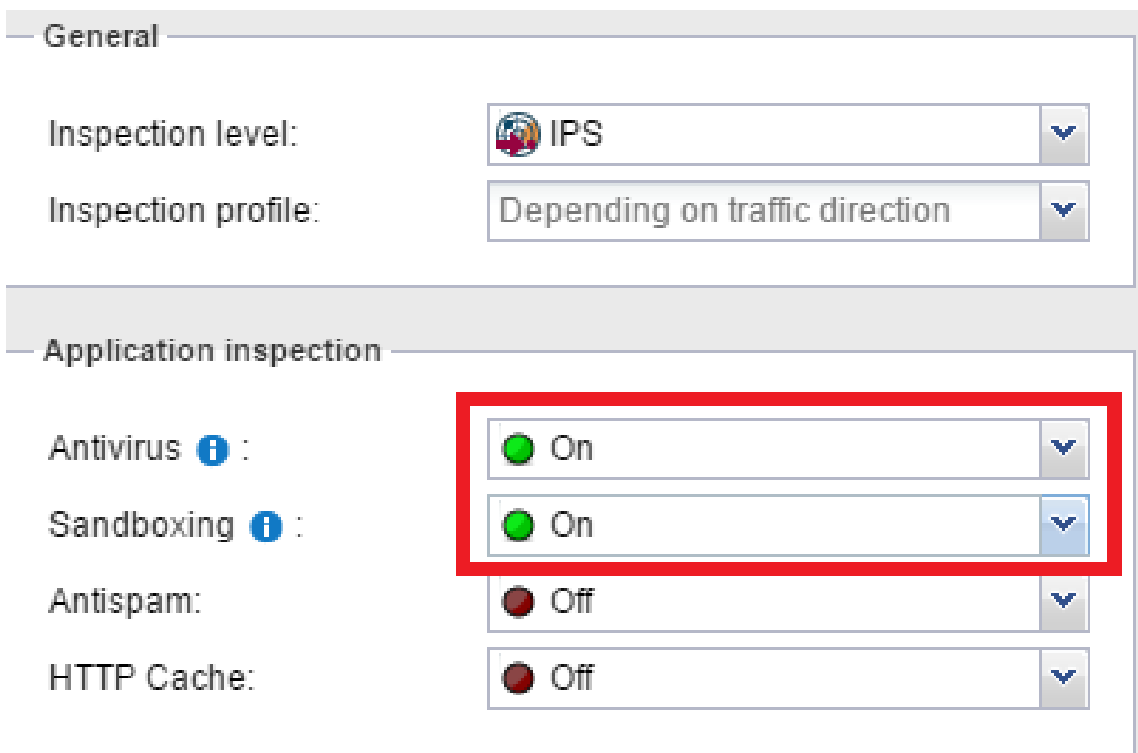 General
Inspection level: IPS
Inspection profile: Depending on traffic direction
Application inspection
Antivirus i : On
Sandboxing i : On
Antispam: Off
HTTP Cache: Off